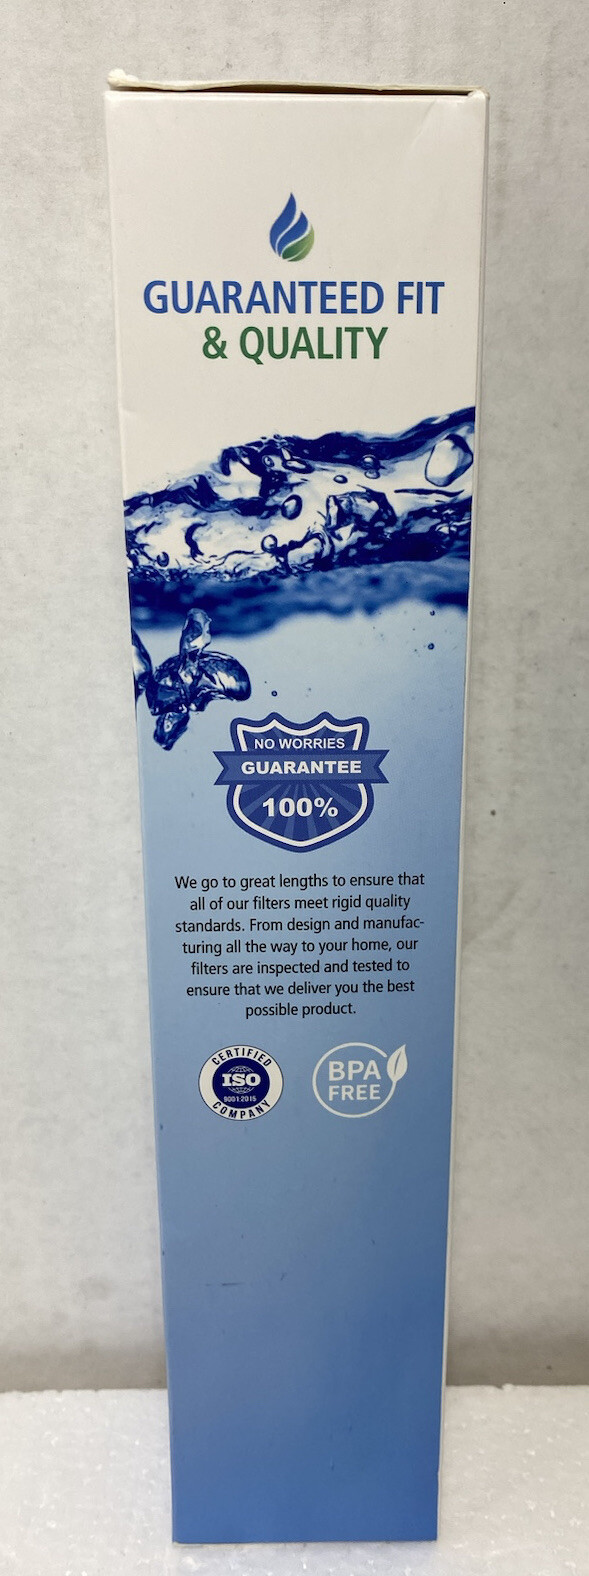 GUARANTEED FIT
& QUALITY
NO WORRIES
GUARANTEE
100%
We go to great lengths to ensure that
all of our filters meet rigid quality
standards. From design and manufac-
turing all the way to your home, our
filters are inspected and tested to
ensure that we deliver you the best
possible product.
CERTIFIED
ISO
9001:2015
COMPANY
BPA
FREE